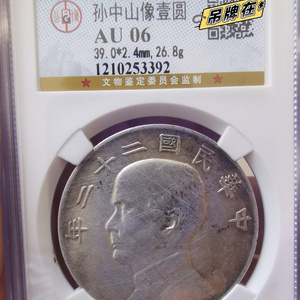 孙中山像壹圆
吊牌在
AU 06
39.0*2.4mm,26.8g
1210253392
★文物鉴定委员会监制★
年二十二國民華中